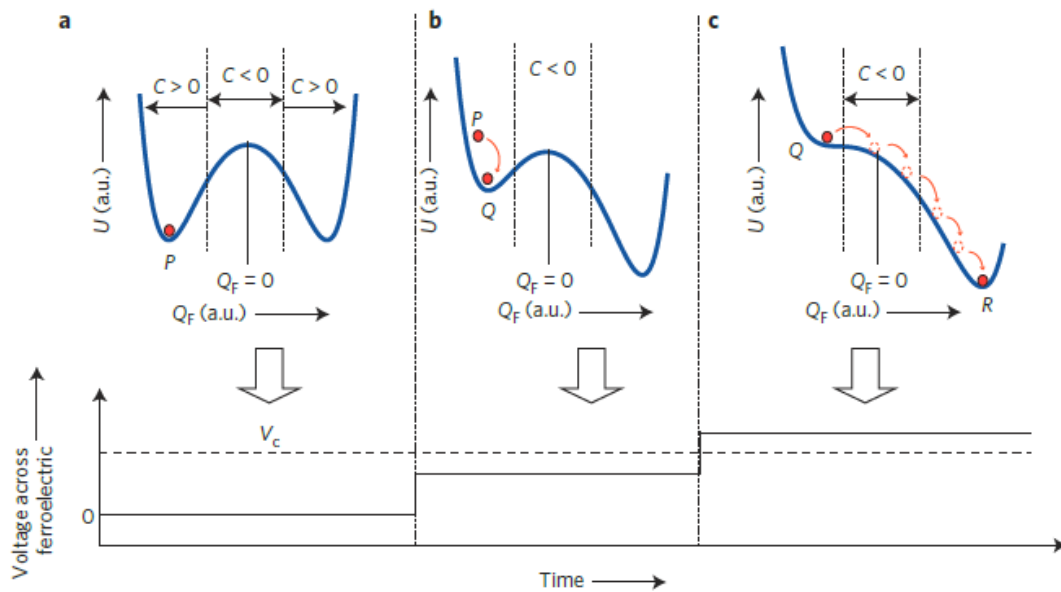 a
C > 0
C < 0
C > 0
U (a.u.)
P
Q_F = 0
Q_F (a.u.)
b
C < 0
P
Q
U (a.u.)
Q_F = 0
Q_F (a.u.)
c
C < 0
Q
U (a.u.)
R
Q_F = 0
Q_F (a.u.)
Voltage across
ferroelectric
V_c
0
Time